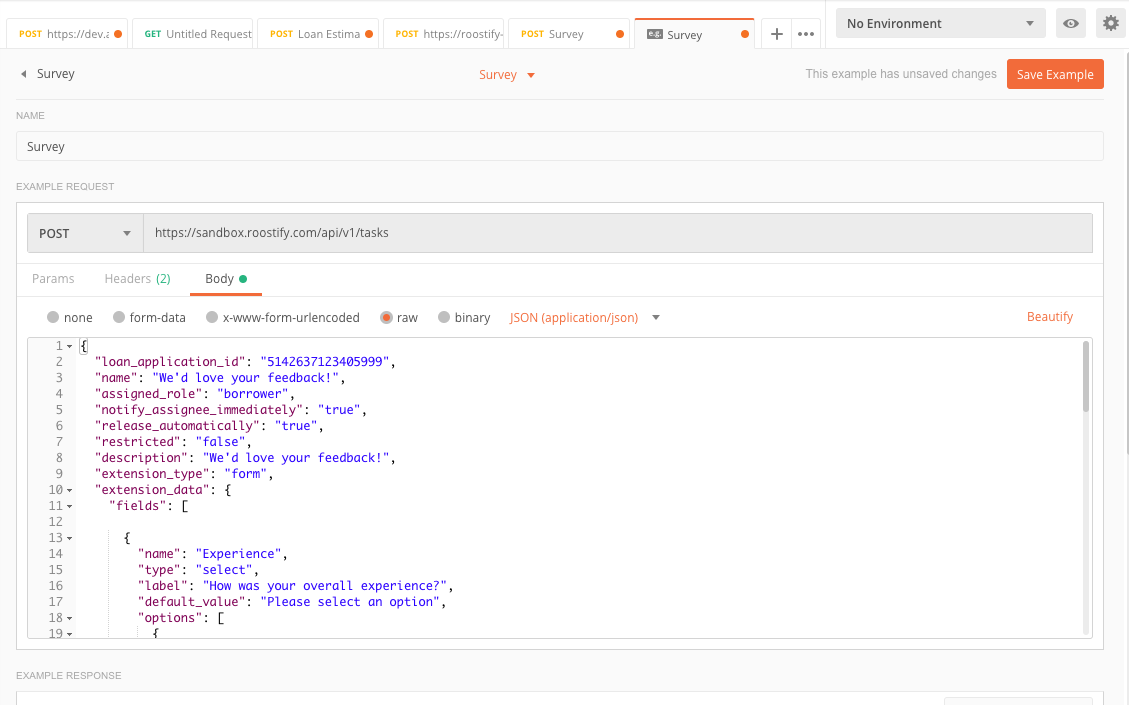 POST https://dev.a
GET Untitled Request
POST Loan Estima
POST https://roostify-
POST Survey
e.g. Survey
+
•••
No Environment
Survey
Survey
This example has unsaved changes
Save Example
NAME
Survey
EXAMPLE REQUEST
POST
https://sandbox.roostify.com/api/v1/tasks
Params
Headers (2)
Body
none
form-data
x-www-form-urlencoded
raw
binary
JSON (application/json)
Beautify
1 {
2 "loan_application_id": "5142637123405999",
3 "name": "We'd love your feedback!",
4 "assigned_role": "borrower",
5 "notify_assignee_immediately": "true",
6 "release_automatically": "true",
7 "restricted": "false",
8 "description": "We'd love your feedback!",
9 "extension_type": "form",
10 "extension_data": {
11 "fields": [
12
13 {
14 "name": "Experience",
15 "type": "select",
16 "label": "How was your overall experience?",
17 "default_value": "Please select an option",
18 "options": [
19 {
EXAMPLE RESPONSE